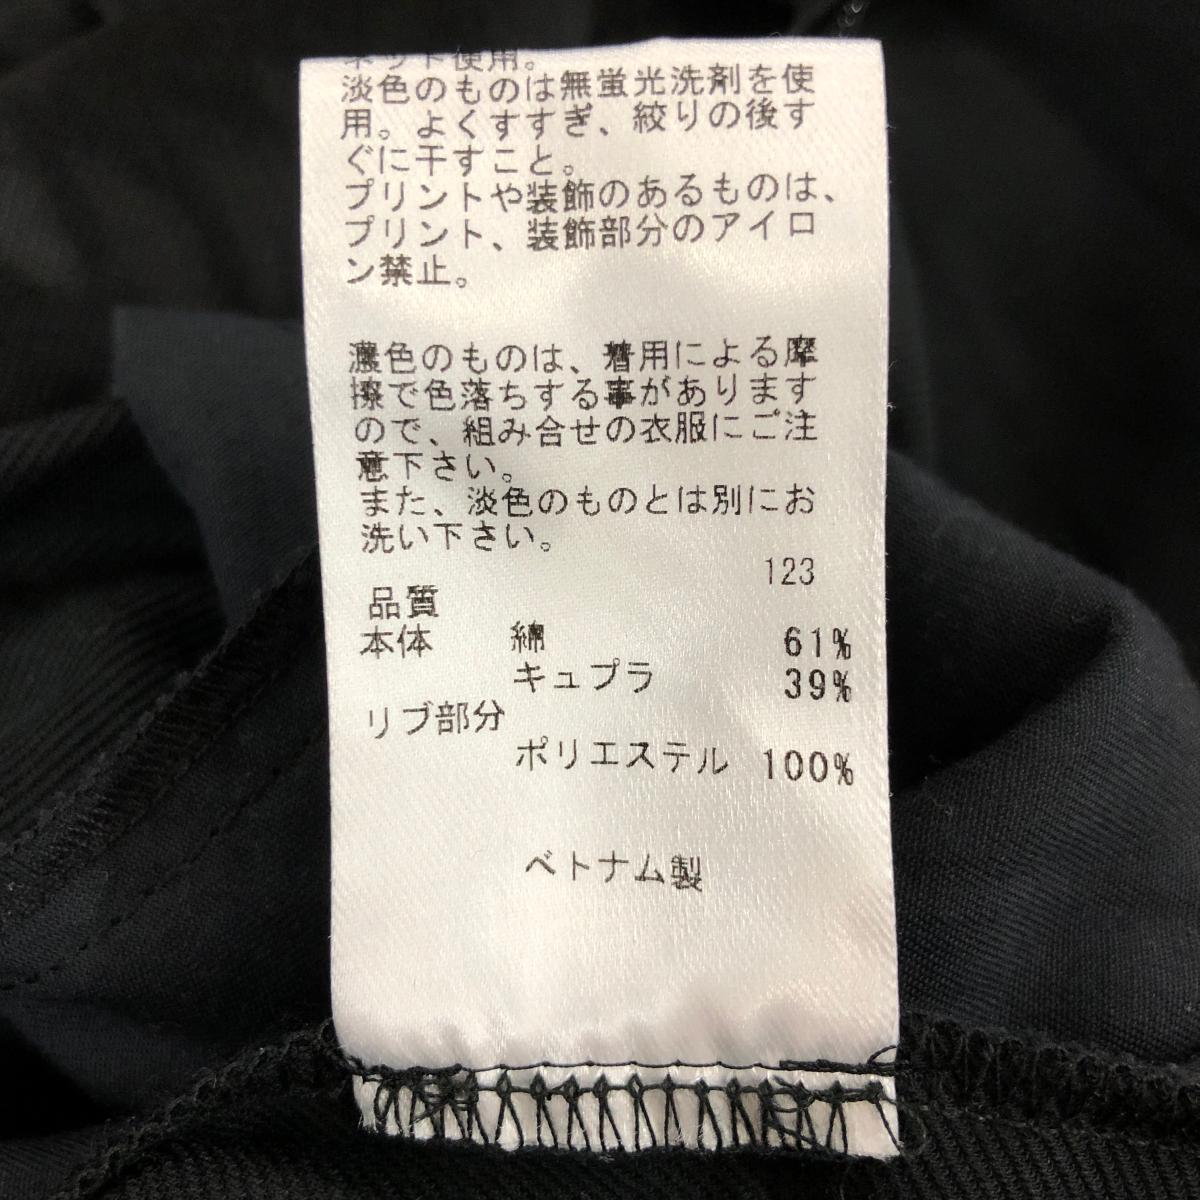 ネット使用。
淡色のものは無蛍光洗剤を使
用。よくすすぎ、絞りの後す
ぐに干すこと。
プリントや装飾のあるものは、
プリント、装飾部分のアイロ
ン禁止。
濃色のものは、着用による摩
擦で色落ちする事があります
ので、組み合せの衣服にご注
意下さい。
また、淡色のものとは別にお
洗い下さい。
123
品質
本体 綿 61%
キュプラ 39%
リブ部分
ポリエステル 100%
ベトナム製